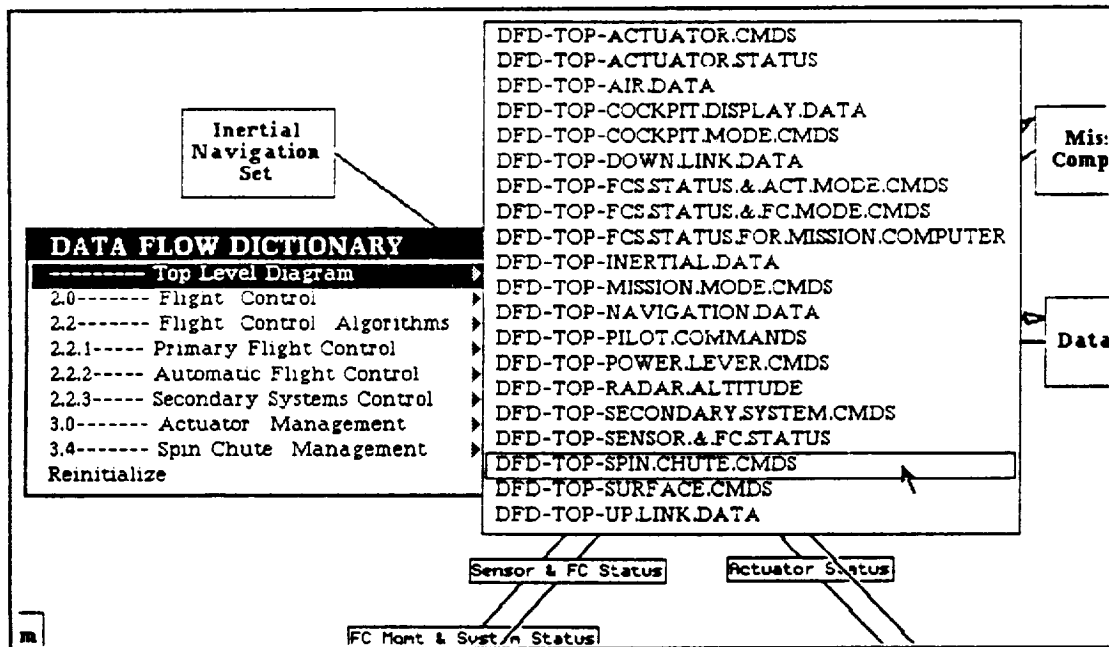 Inertial
Navigation
Set
DATA FLOW DICTIONARY
--------- Top Level Diagram
2.0------- Flight Control
2.2------- Flight Control Algorithms
2.2.1----- Primary Flight Control
2.2.2----- Automatic Flight Control
2.2.3----- Secondary Systems Control
3.0------- Actuator Management
3.4------- Spin Chute Management
Reinitialize
DFD-TOP-ACTUATOR.CMDS
DFD-TOP-ACTUATOR.STATUS
DFD-TOP-AIR.DATA
DFD-TOP-COCKPIT.DISPLAY.DATA
DFD-TOP-COCKPIT.MODE.CMDS
DFD-TOP-DOWN.LINK.DATA
DFD-TOP-FCS.STATUS.&.ACT.MODE.CMDS
DFD-TOP-FCS.STATUS.&.FC.MODE.CMDS
DFD-TOP-FCS.STATUS.FOR.MISSION.COMPUTER
DFD-TOP-INERTIAL.DATA
DFD-TOP-MISSION.MODE.CMDS
DFD-TOP-NAVIGATION.DATA
DFD-TOP-PILOT.COMMANDS
DFD-TOP-POWER.LEVER.CMDS
DFD-TOP-RADAR.ALTITUDE
DFD-TOP-SECONDARY.SYSTEM.CMDS
DFD-TOP-SENSOR.&.FC.STATUS
DFD-TOP-SPIN.CHUTE.CMDS
DFD-TOP-SURFACE.CMDS
DFD-TOP-UP.LINK.DATA
Mis
Comp
Data
Sensor & FC Status
Actuator Status
m
FC Mgmt & System Status